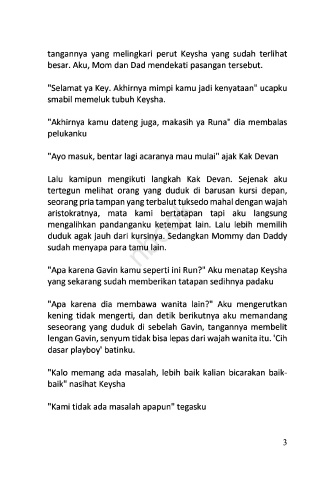 tangannya yang melingkari perut Keysha yang sudah terlihat
besar. Aku, Mom dan Dad mendekati pasangan tersebut.
"Selamat ya Key. Akhirnya mimpi kamu jadi kenyataan" ucapku
smabil memeluk tubuh Keysha.
"Akhirnya kamu dateng juga, makasih ya Runa" dia membalas
pelukanku
"Ayo masuk, bentar lagi acaranya mau mulai" ajak Kak Devan
Lalu kamipun mengikuti langkah Kak Devan. Sejenak aku
tertegun melihat orang yang duduk di barusan kursi depan,
seorang pria tampan yang terbalut tuksedo mahal dengan wajah
aristokratnya, mata kami bertatapan tapi aku langsung
mengalihkan pandanganku ketempat lain. Lalu lebih memilih
duduk agak jauh dari kursinya. Sedangkan Mommy dan Daddy
sudah menyapa para tamu lain.
"Apa karena Gavin kamu seperti ini Run?" Aku menatap Keysha
yang sekarang sudah memberikan tatapan sedihnya padaku
"Apa karena dia membawa wanita lain?" Aku mengerutkan
kening tidak mengerti, dan detik berikutnya aku memandang
seseorang yang duduk di sebelah Gavin, tangannya membelit
lengan Gavin, senyum tidak bisa lepas dari wajah wanita itu. 'Cih
dasar playboy' batinku.
"Kalo memang ada masalah, lebih baik kalian bicarakan baik-
baik" nasihat Keysha
"Kami tidak ada masalah apapun" tegasku
3